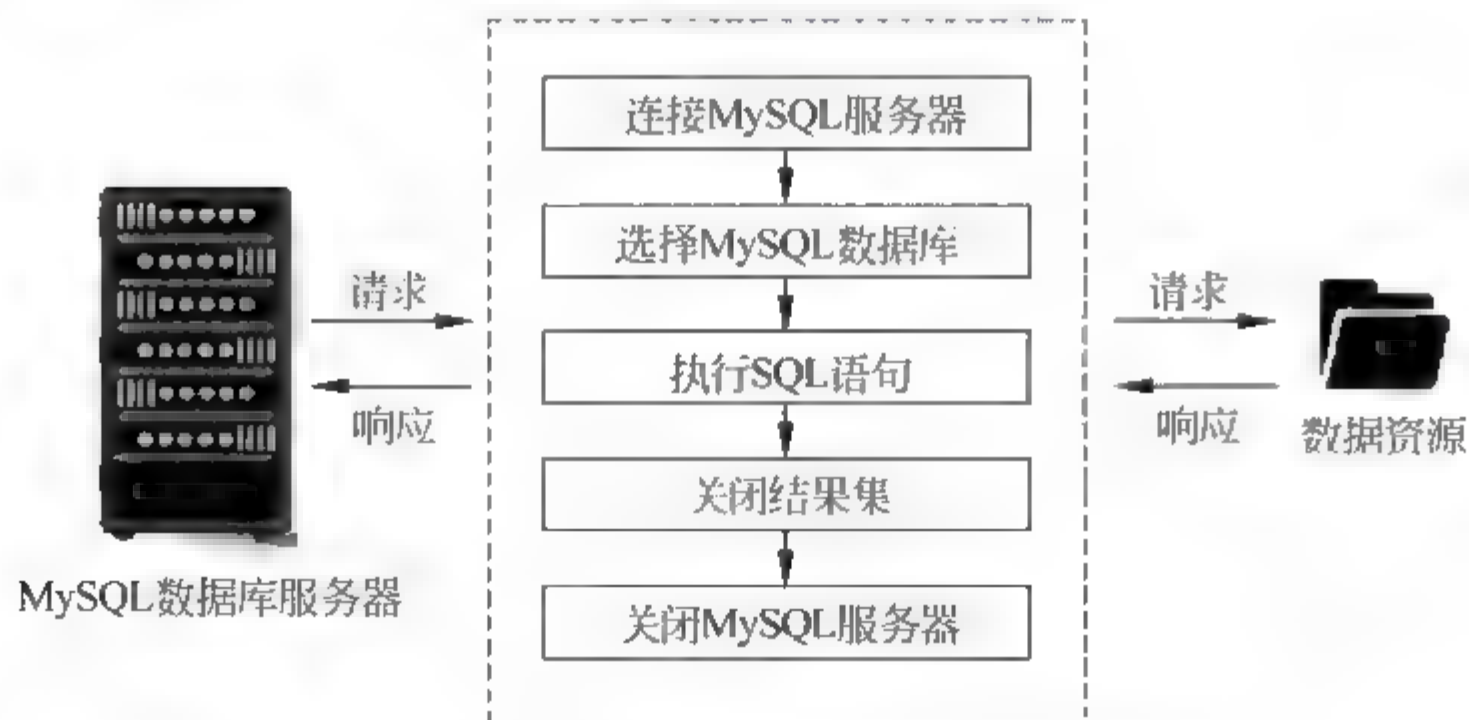 连接MySQL服务器
选择MySQL数据库
执行SQL语句
关闭结果集
关闭MySQL服务器
请求
响应
MySQL数据库服务器
请求
响应
数据资源